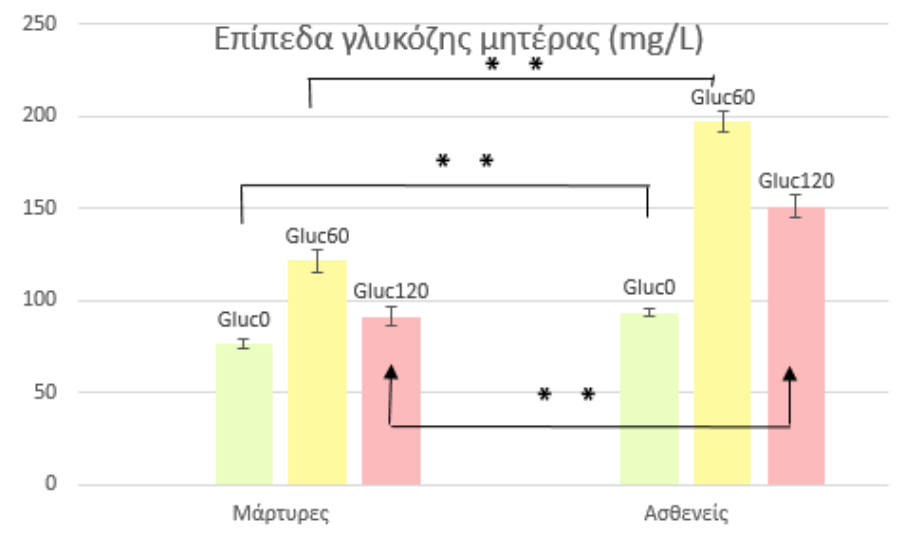 Επίπεδα γλυκόζης μητέρας (mg/L)
250
200
150
100
50
0
* *
* *
* *
Gluc0
Gluc60
Gluc120
Gluc0
Gluc60
Gluc120
Μάρτυρες
Ασθενείς